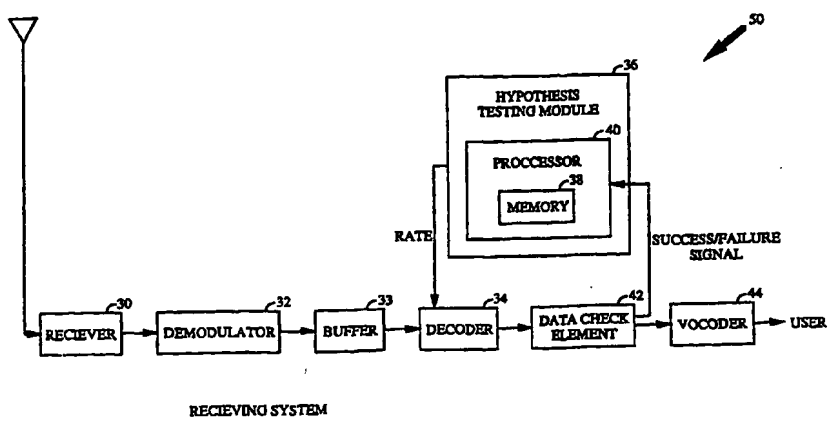 50
36
HYPOTHESIS
TESTING MODULE
40
PROCCESSOR
38
MEMORY
RATE
SUCCESS/FAILURE
SIGNAL
30
RECIEVER
32
DEMODULATOR
33
BUFFER
34
DECODER
42
DATA CHECK
ELEMENT
44
VOCODER
USER
RECIEVING SYSTEM